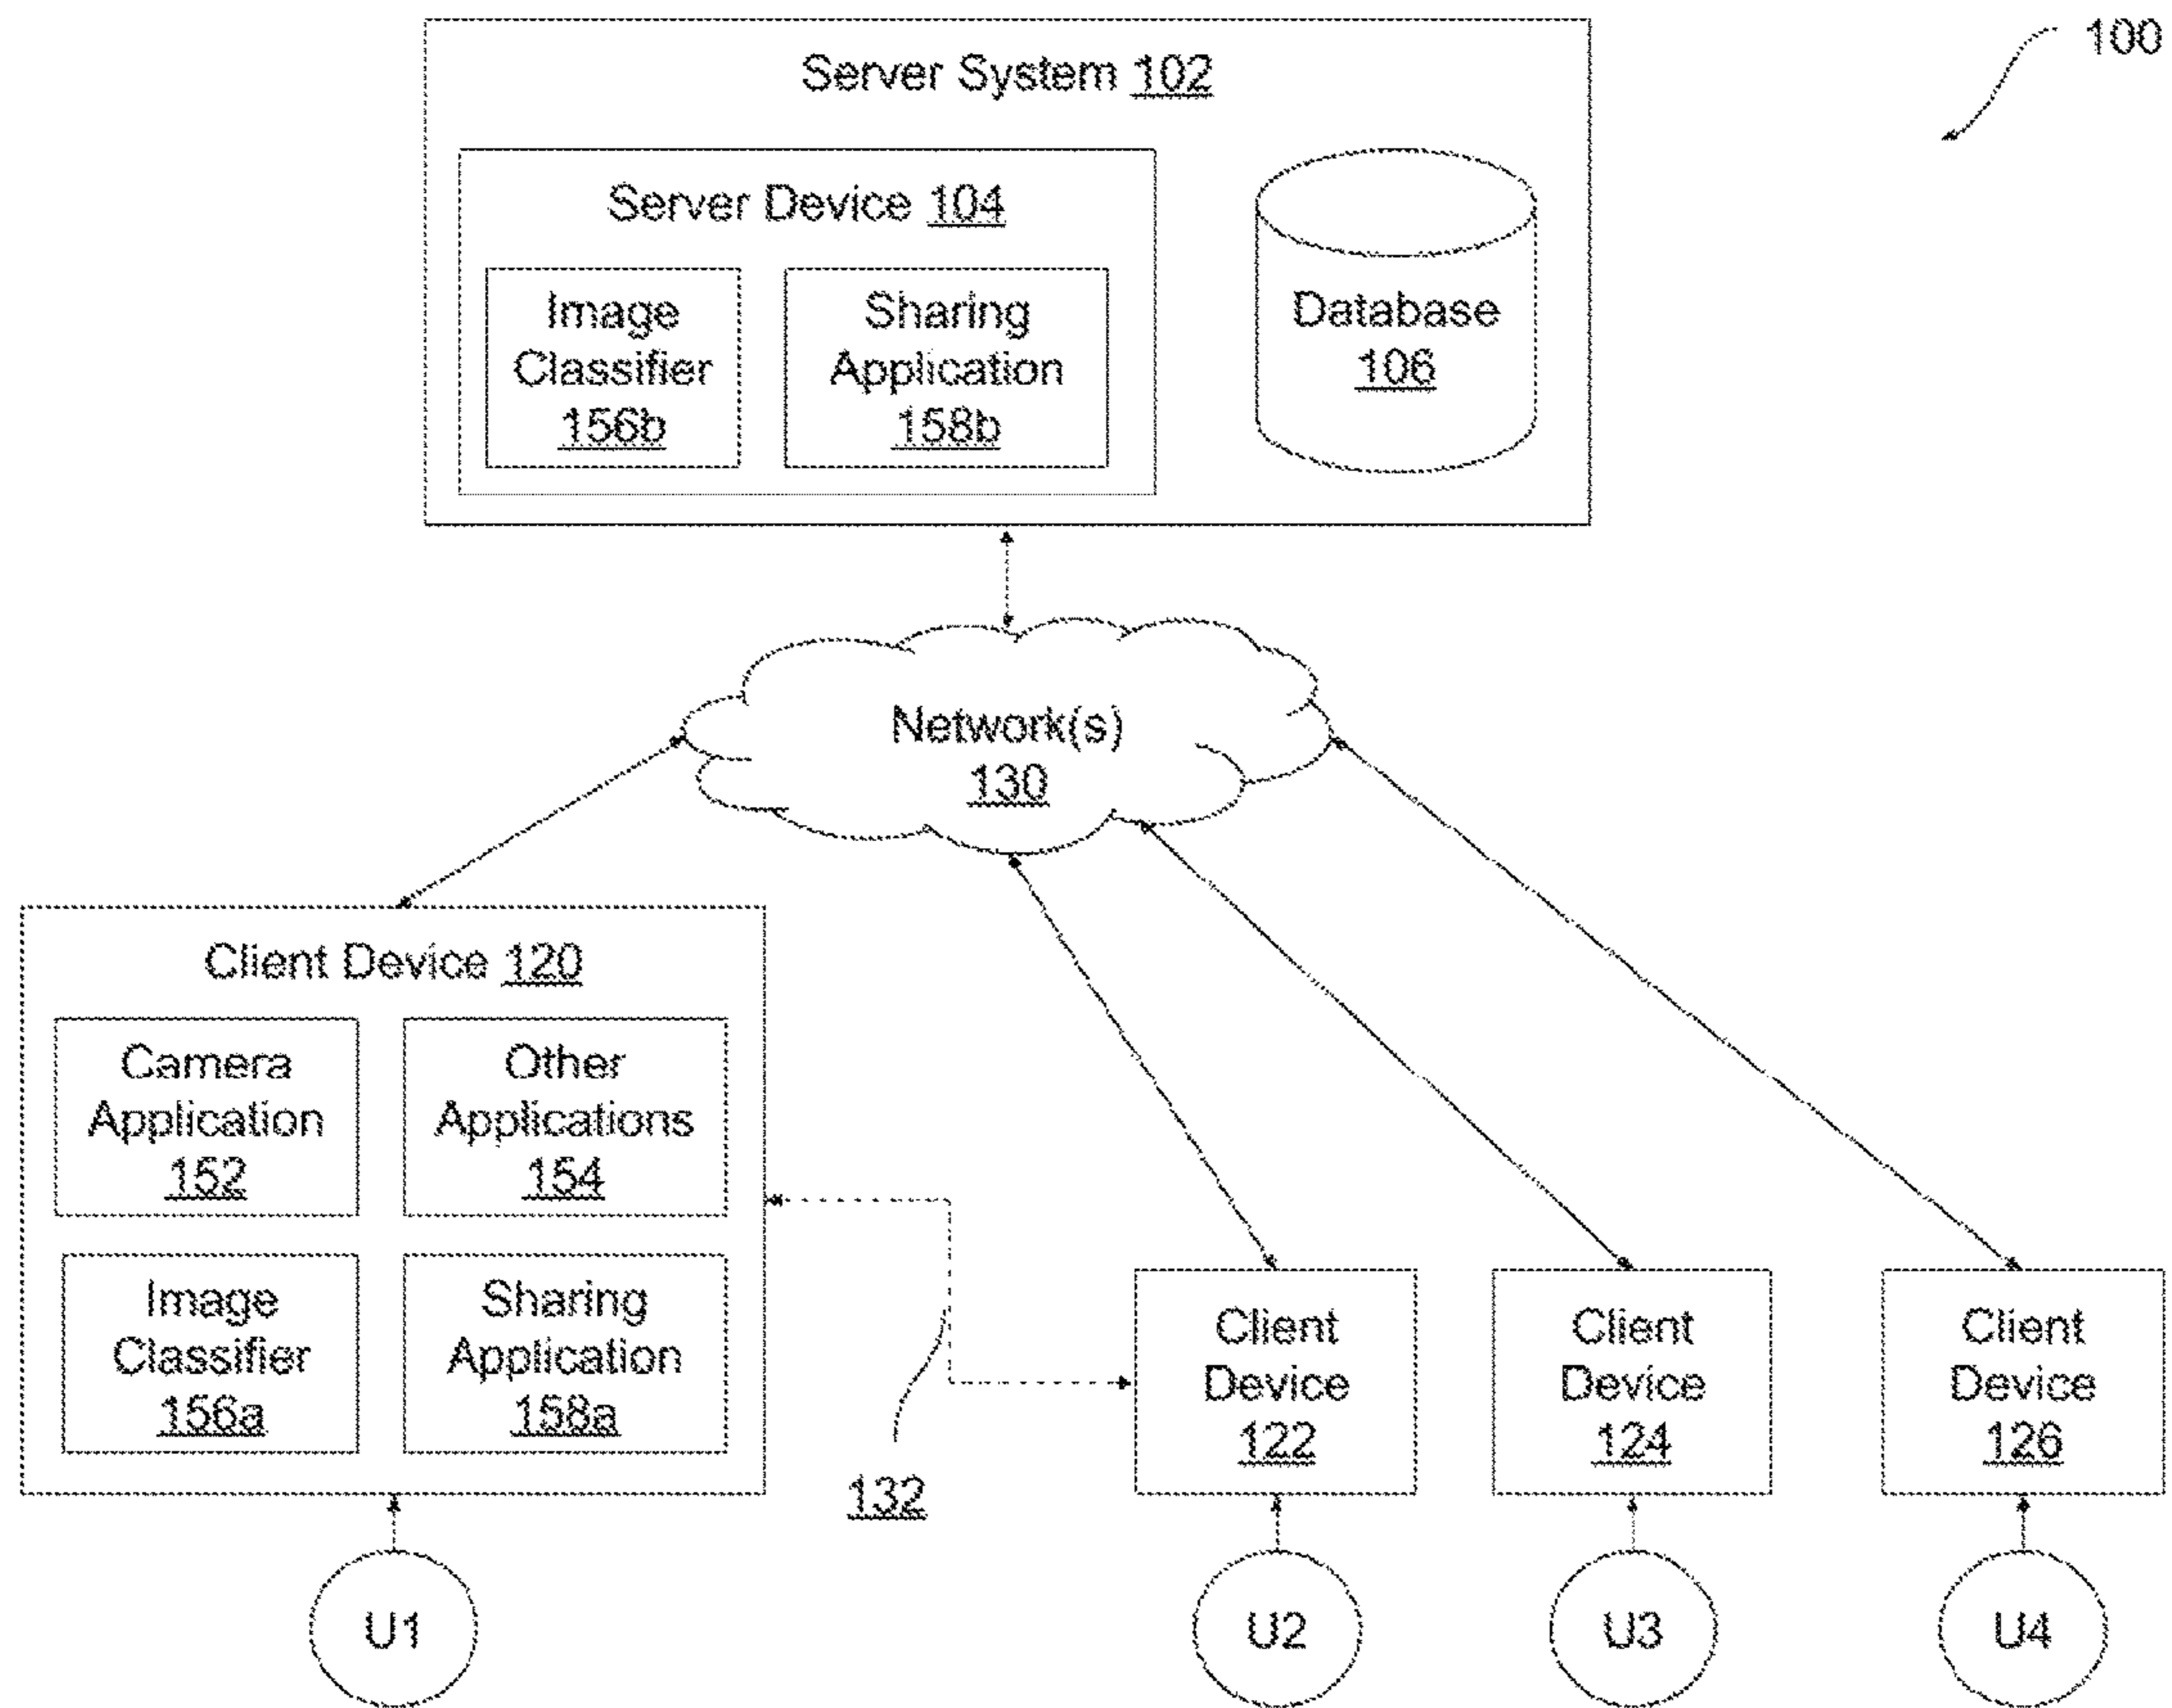 100
Server System 102
Server Device 104
Image
Classifier
156b
Sharing
Application
158b
Database
106
Network(s)
130
Client Device 120
Camera
Application
152
Other
Applications
154
Image
Classifier
156a
Sharing
Application
158a
132
Client
Device
122
Client
Device
124
Client
Device
126
U1
U2
U3
U4